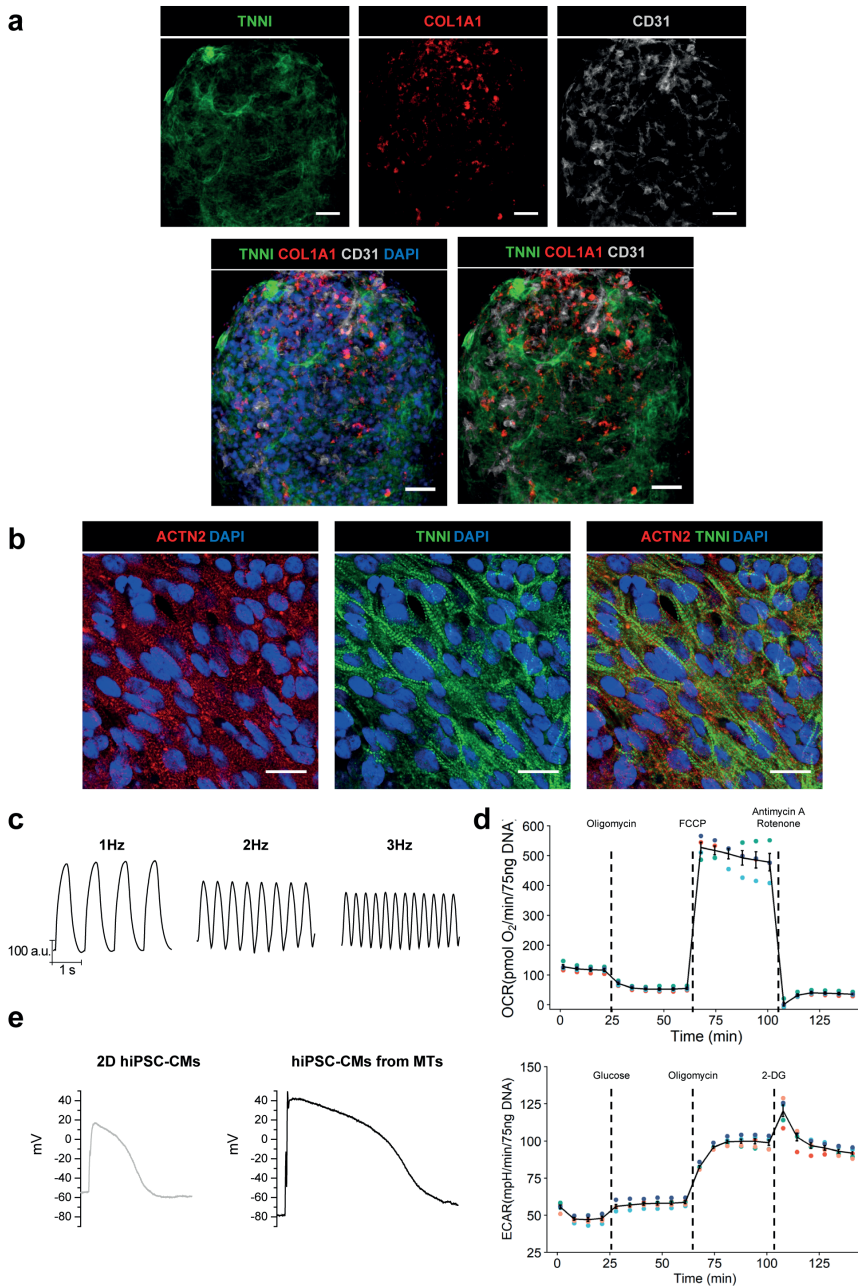 a
TNNI
COL1A1
CD31
TNNI COL1A1 CD31 DAPI
TNNI COL1A1 CD31
b
ACTN2 DAPI
TNNI DAPI
ACTN2 TNNI DAPI
c
1Hz
2Hz
3Hz
100 a.u.
1 s
d
Oligomycin
FCCP
Antimycin A
Rotenone
OCR(pmol O₂/min/75ng DNA)
600
500
400
300
200
100
0
0
25
50
75
100
125
Time (min)
e
2D hiPSC-CMs
mV
40
20
0
-20
-40
-60
-80
hiPSC-CMs from MTs
mV
40
20
0
-20
-40
-60
-80
Glucose
Oligomycin
2-DG
ECAR(mpH/min/75ng DNA)
150
125
100
75
50
25
0
25
50
75
100
125
Time (min)